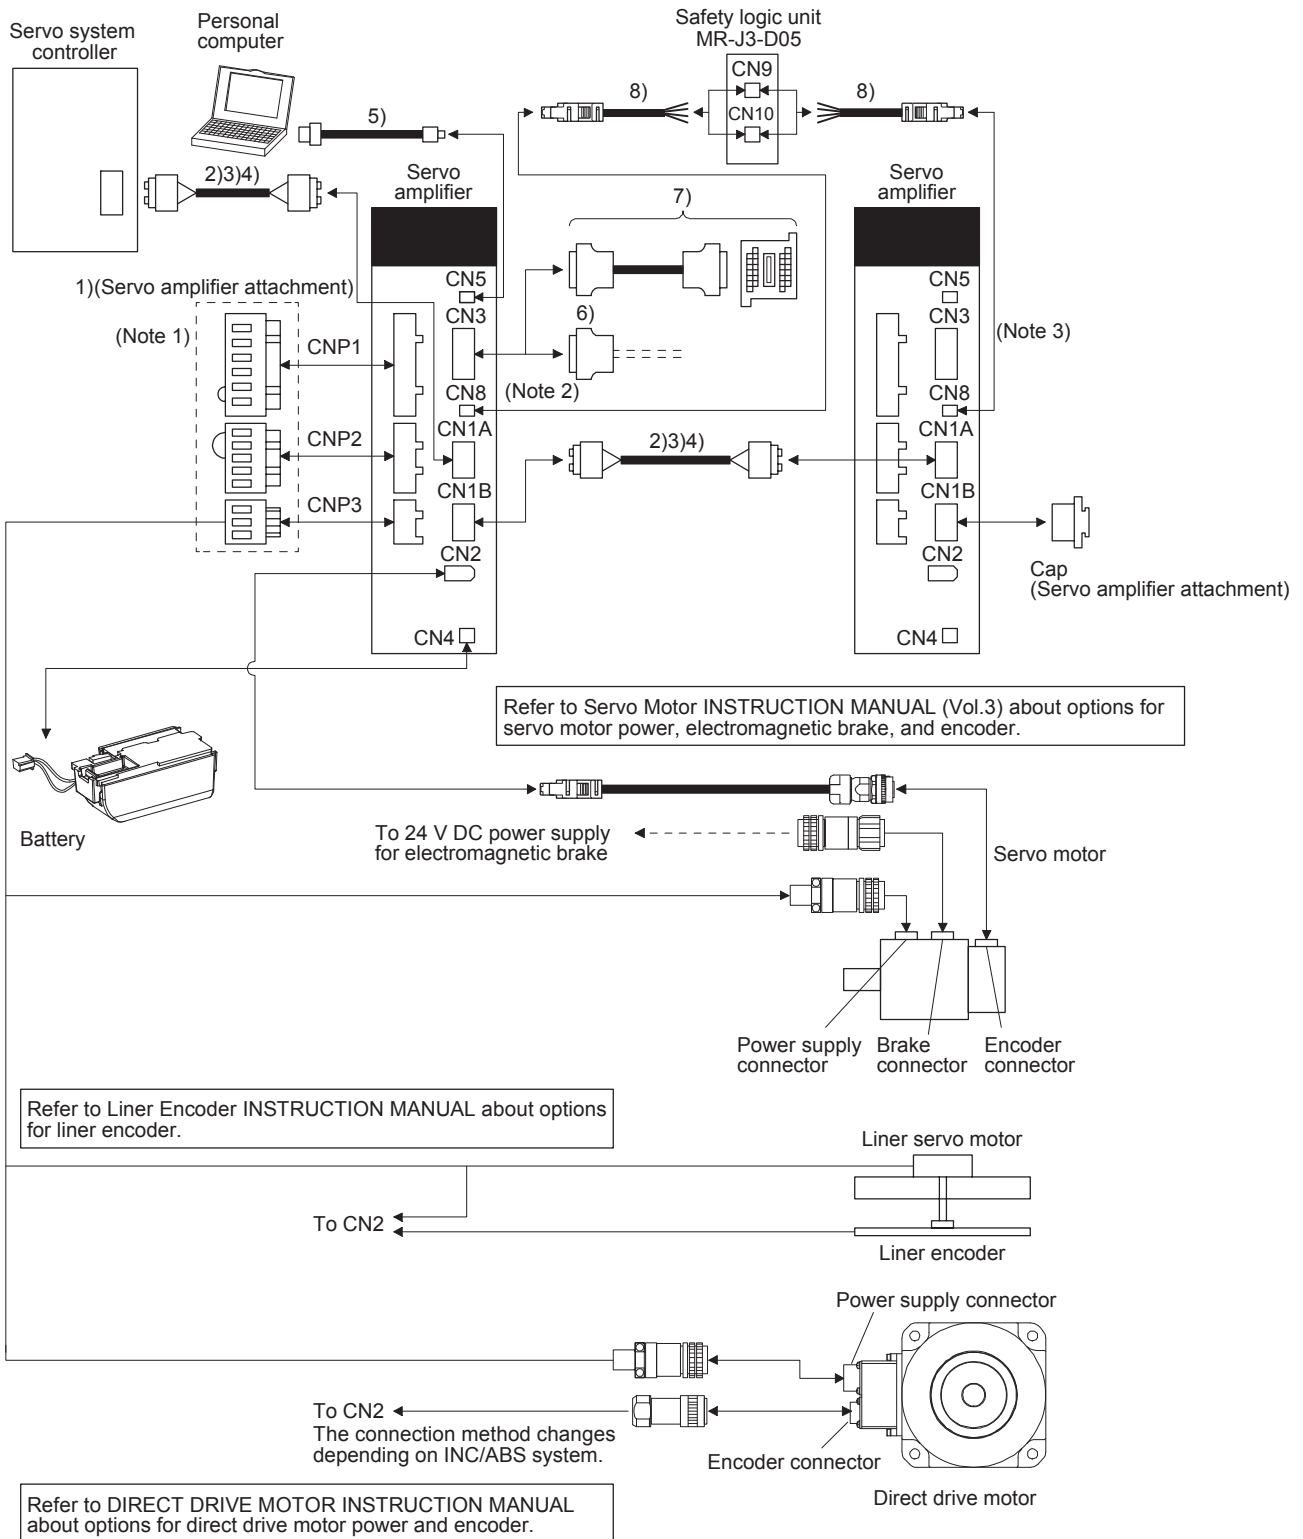 Servo system
controller
Personal
computer
Safety logic unit
MR-J3-D05
CN9
CN10
8)
8)
5)
2)3)4)
Servo
amplifier
Servo
amplifier
7)
1)(Servo amplifier attachment)
(Note 1)
CNP1
CNP2
CNP3
CN5
CN3
CN8
CN1A
CN1B
CN2
CN4
6)
(Note 2)
2)3)4)
CN5
CN3
CN8
CN1A
CN1B
CN2
CN4
(Note 3)
Cap
(Servo amplifier attachment)
Refer to Servo Motor INSTRUCTION MANUAL (Vol.3) about options for
servo motor power, electromagnetic brake, and encoder.
Battery
To 24 V DC power supply
for electromagnetic brake
Servo motor
Power supply
connector
Brake
connector
Encoder
connector
Refer to Liner Encoder INSTRUCTION MANUAL about options
for liner encoder.
Liner servo motor
To CN2
Liner encoder
Power supply connector
To CN2
The connection method changes
depending on INC/ABS system.
Encoder connector
Direct drive motor
Refer to DIRECT DRIVE MOTOR INSTRUCTION MANUAL
about options for direct drive motor power and encoder.